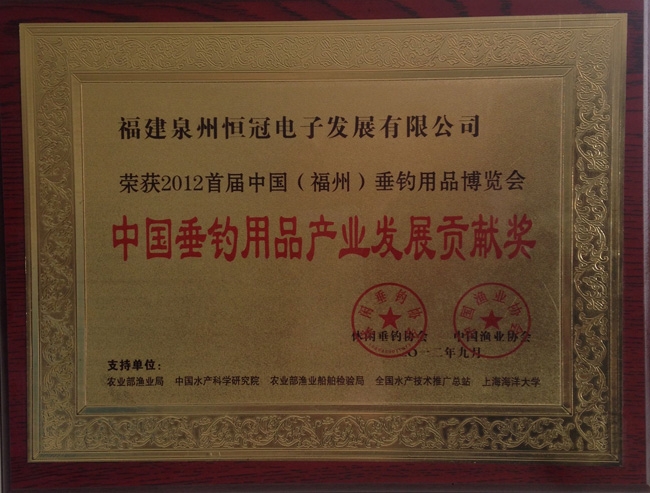 福建泉州恒冠电子发展有限公司
荣获2012首届中国（福州）垂钓用品博览会
中国垂钓用品产业发展贡献奖
休闲垂钓协会 中国渔业协会
二〇一二年九月
支持单位：
农业部渔业局 中国水产科学研究院 农业部渔业船舶检验局 全国水产技术推广总站 上海海洋大学